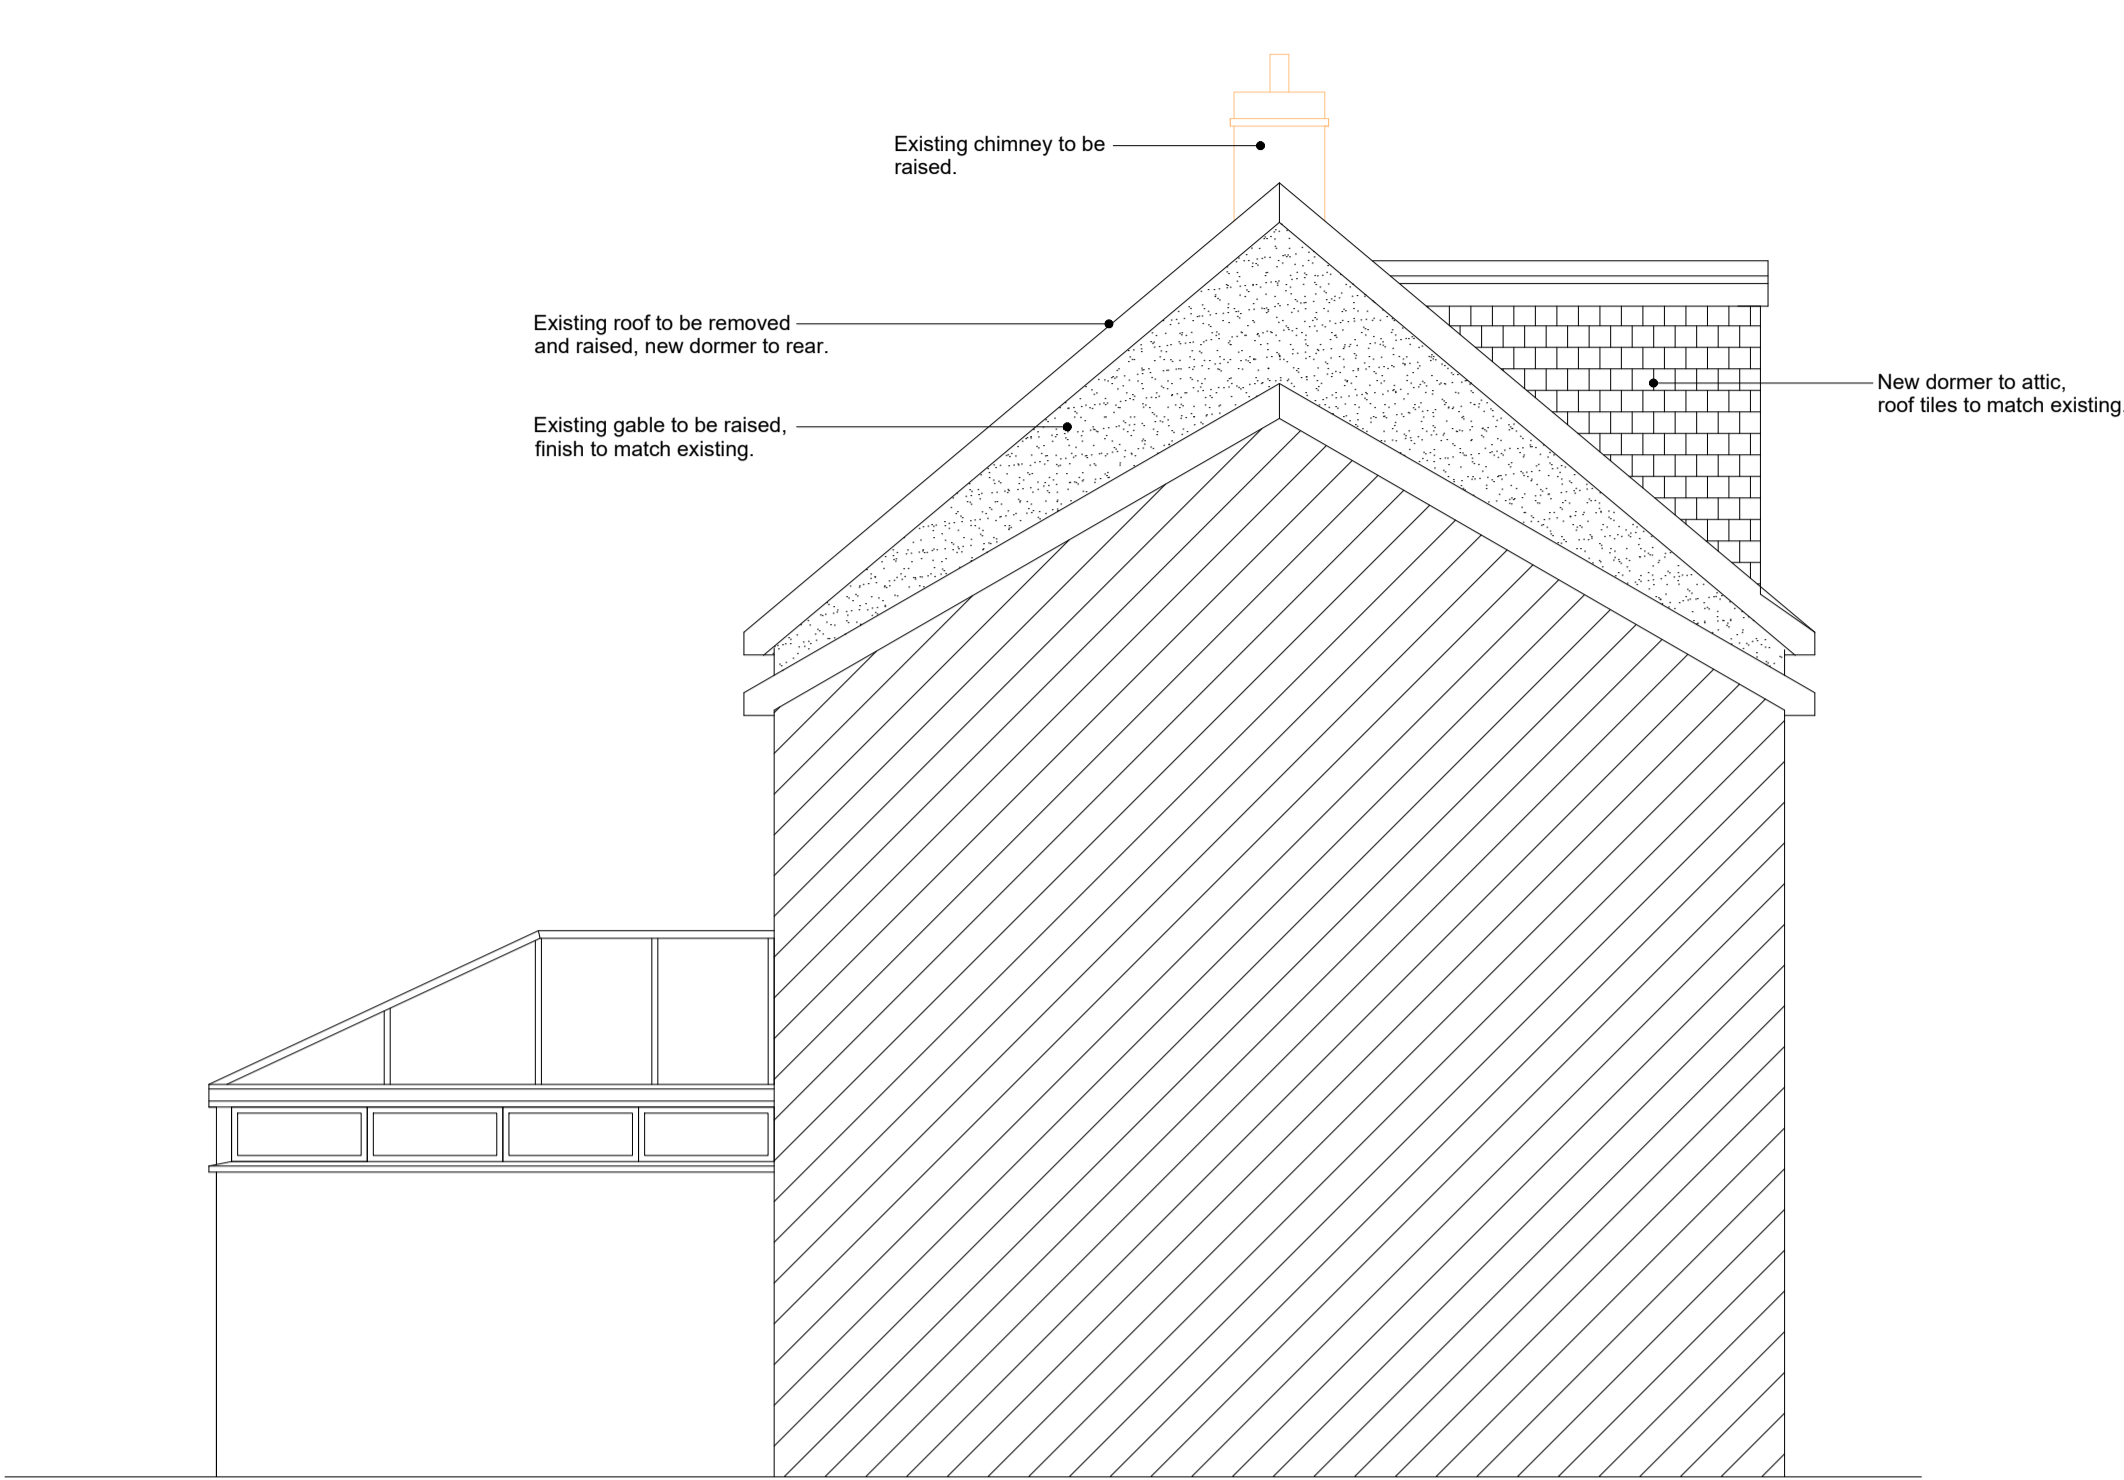 Existing chimney to be
raised.
Existing roof to be removed
and raised, new dormer to rear.
Existing gable to be raised,
finish to match existing.
New dormer to attic,
roof tiles to match existing.